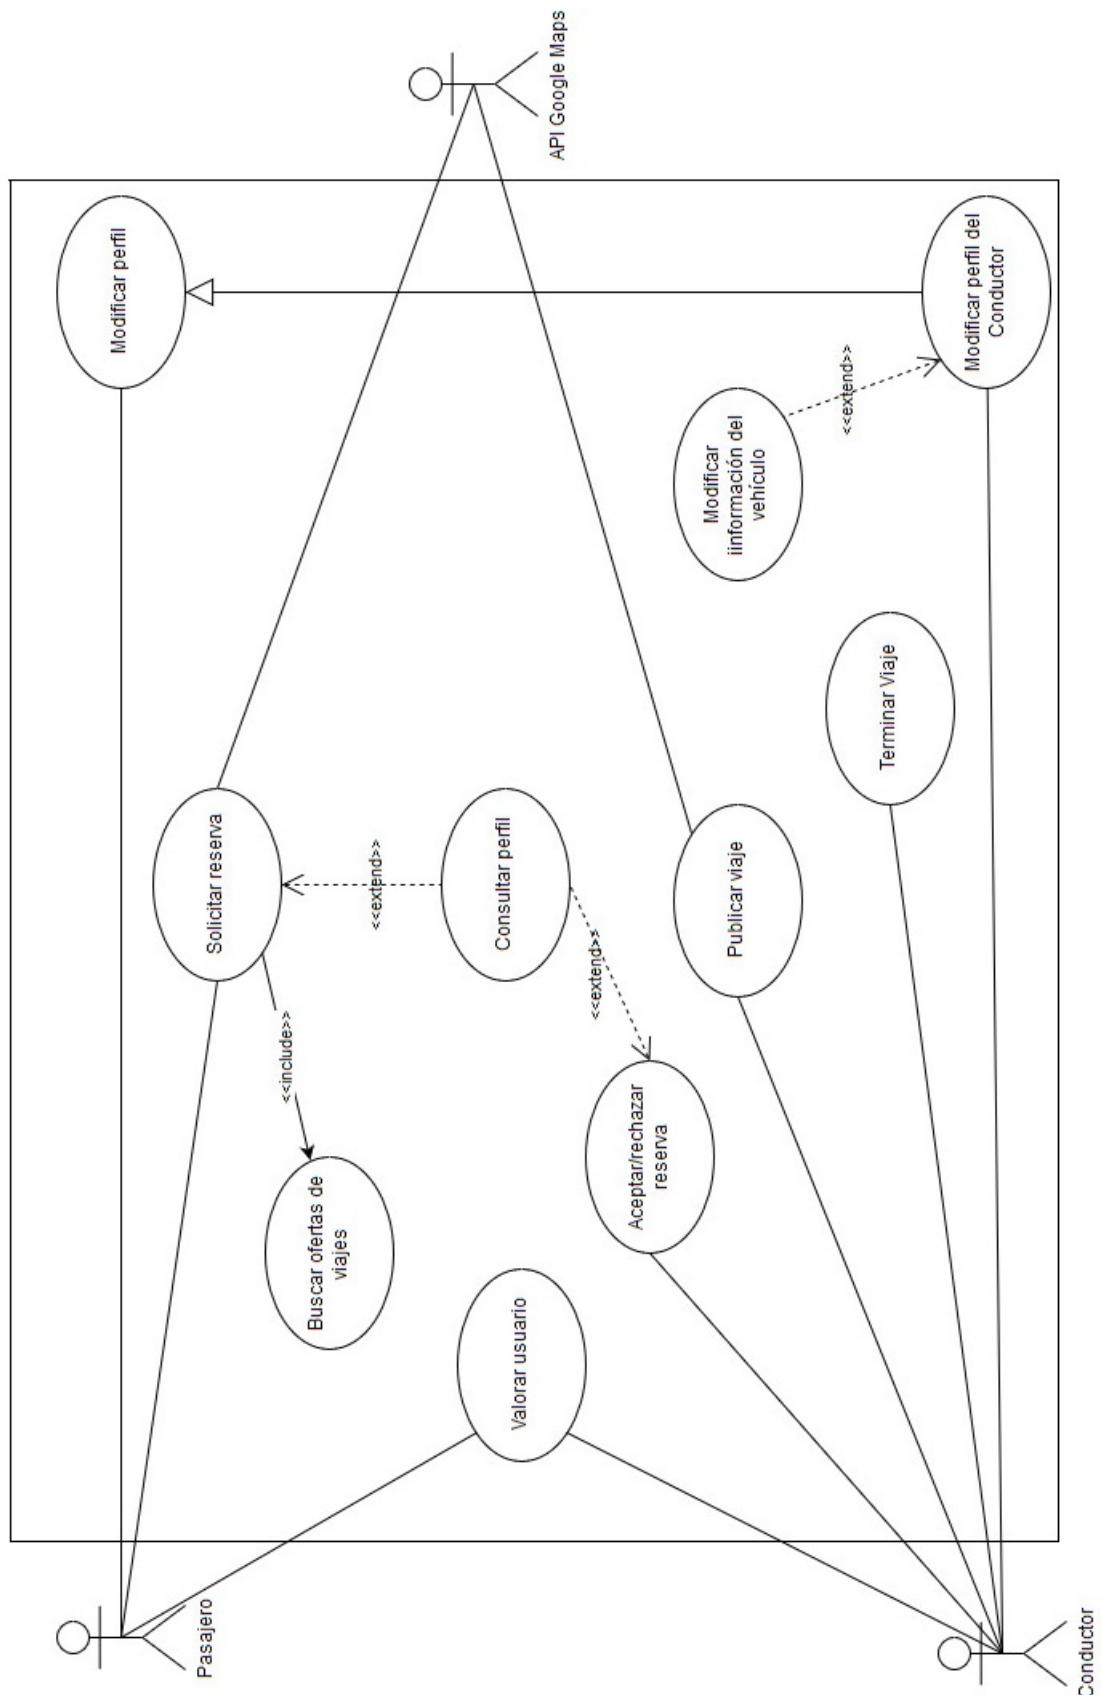 Pasajero
Modificar perfil
Solicitar reserva
<<include>>
Buscar ofertas de
viajes
<<extend>>
Consultar perfil
<<extend>>
Valorar usuario
Aceptar/rechazar
reserva
API Google Maps
Publicar viaje
Modificar
iinformación del
vehículo
<<extend>>
Terminar Viaje
Modificar perfil del
Conductor
Conductor